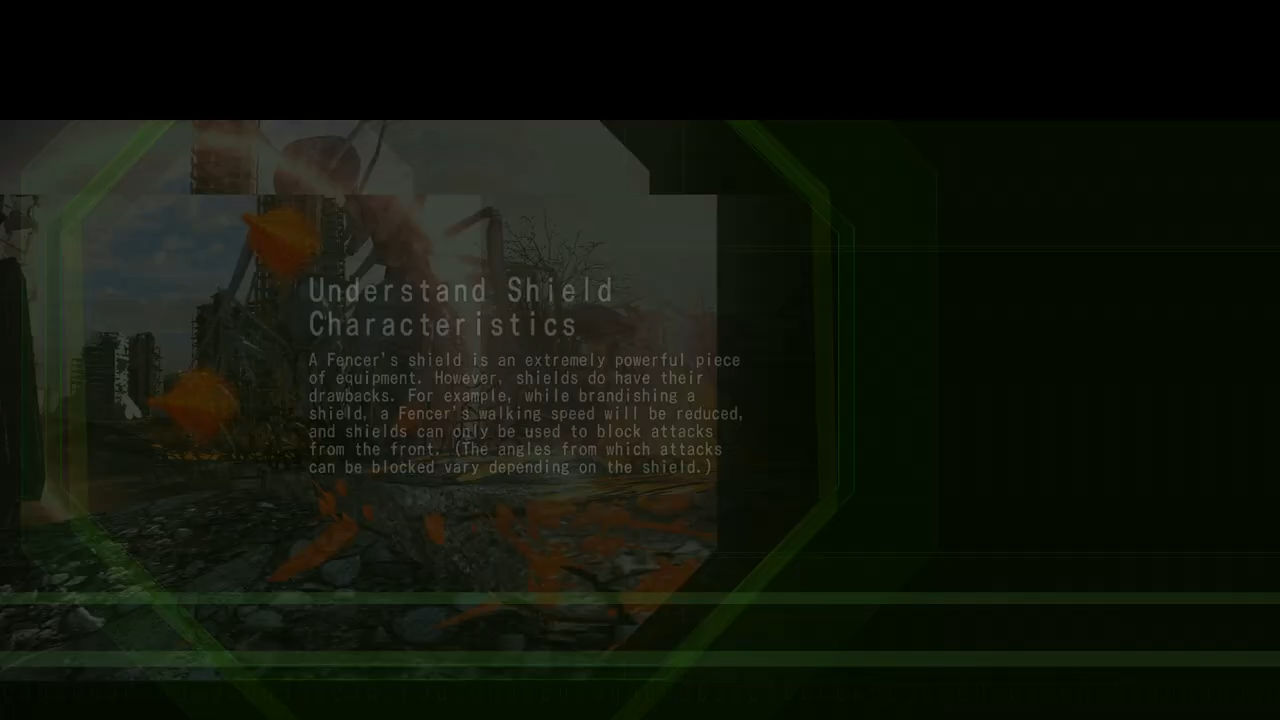 Understand Shield
Characteristics
A Fencer's shield is an extremely powerful piece
of equipment. However, shields do have their
drawbacks. For example, while brandishing a
shield, a Fencer's walking speed will be reduced,
and shields can only be used to block attacks
from the front. (The angles from which attacks
can be blocked vary depending on the shield.)